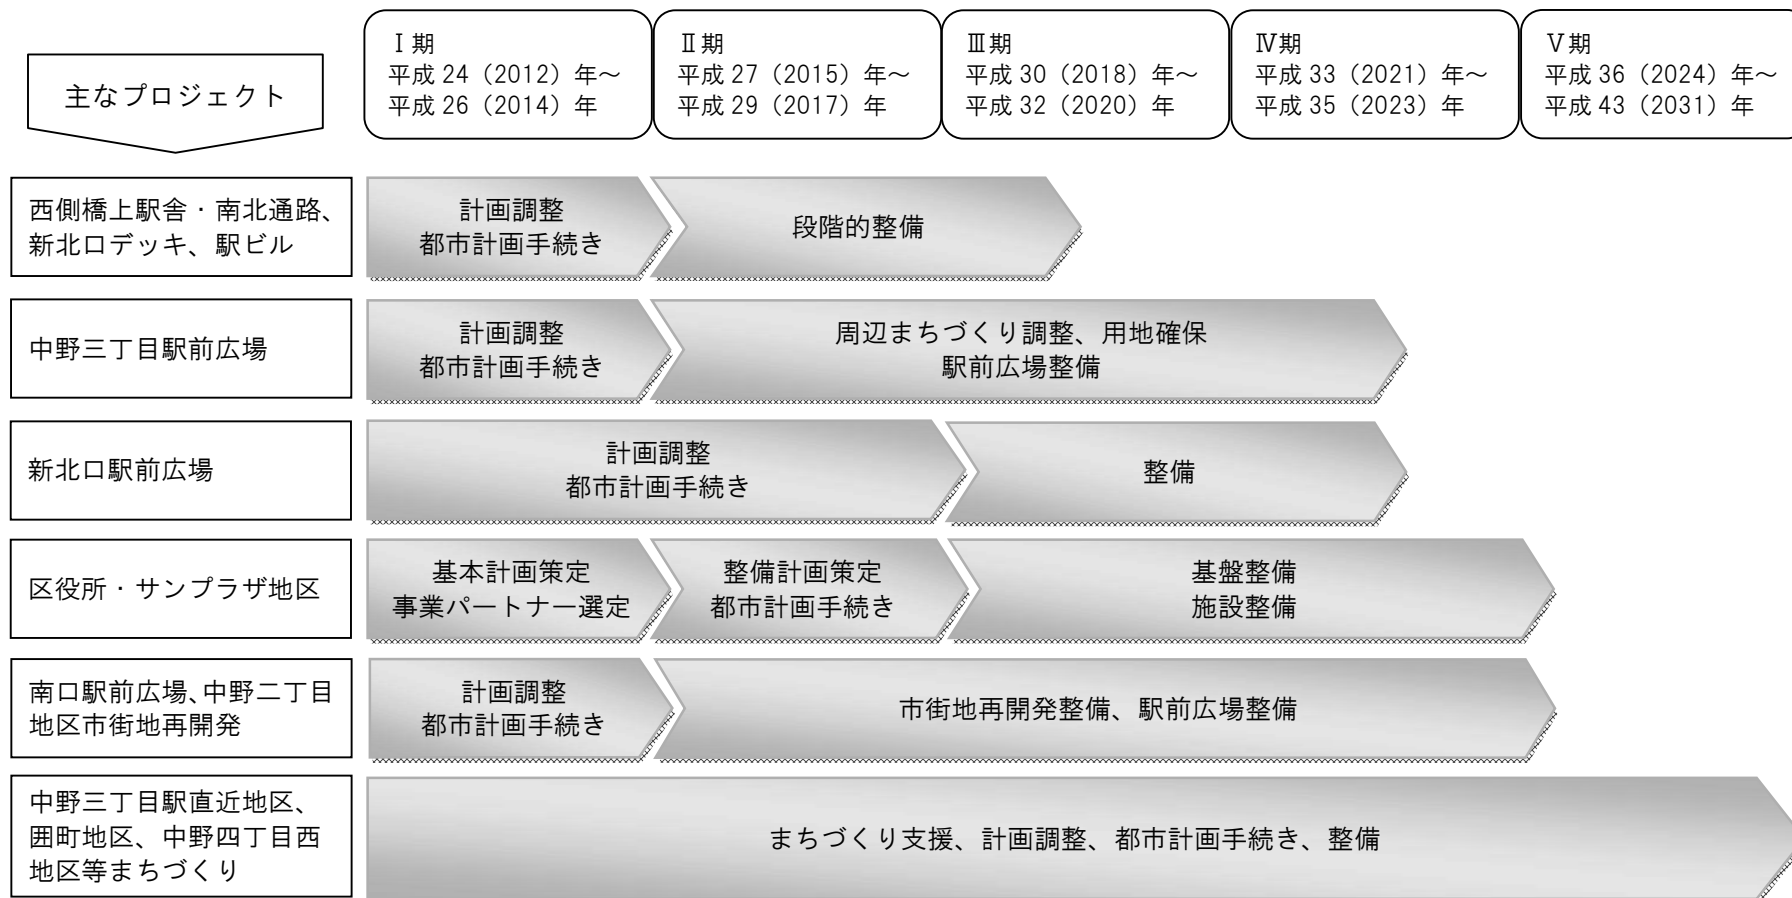 主なプロジェクト
Ⅰ期
平成 24（2012）年～
平成 26（2014）年
Ⅱ期
平成 27（2015）年～
平成 29（2017）年
Ⅲ期
平成 30（2018）年～
平成 32（2020）年
Ⅳ期
平成 33（2021）年～
平成 35（2023）年
Ⅴ期
平成 36（2024）年～
平成 43（2031）年
西側橋上駅舎・南北通路、
新北口デッキ、駅ビル
計画調整
都市計画手続き
段階的整備
中野三丁目駅前広場
計画調整
都市計画手続き
周辺まちづくり調整、用地確保
駅前広場整備
新北口駅前広場
計画調整
都市計画手続き
整備
区役所・サンプラザ地区
基本計画策定
事業パートナー選定
整備計画策定
都市計画手続き
基盤整備
施設整備
南口駅前広場、中野二丁目
地区市街地再開発
計画調整
都市計画手続き
市街地再開発整備、駅前広場整備
中野三丁目駅直近地区、
囲町地区、中野四丁目西
地区等まちづくり
まちづくり支援、計画調整、都市計画手続き、整備